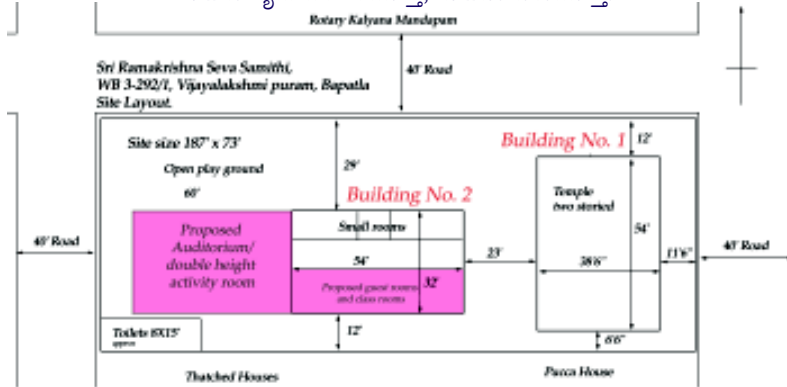 Rotary Kalyana Mandapam
Sri Ramakrishna Seva Samithi,
WB 3-292/1, Vijayalakshmi puram, Bapatla
Site Layout.
40' Road
Site size 187' x 73'
Open play ground
60'
29'
Building No. 1
12'
Building No. 2
Temple
two storied
Proposed
Auditorium/
double height
activity room
Small rooms
54'
54'
32'
Proposed guest rooms
and class rooms
23'
38'6"
11'6"
40' Road
40' Road
Toilets 8X15'
approx
12'
6'6"
Thatched Houses
Pucca House